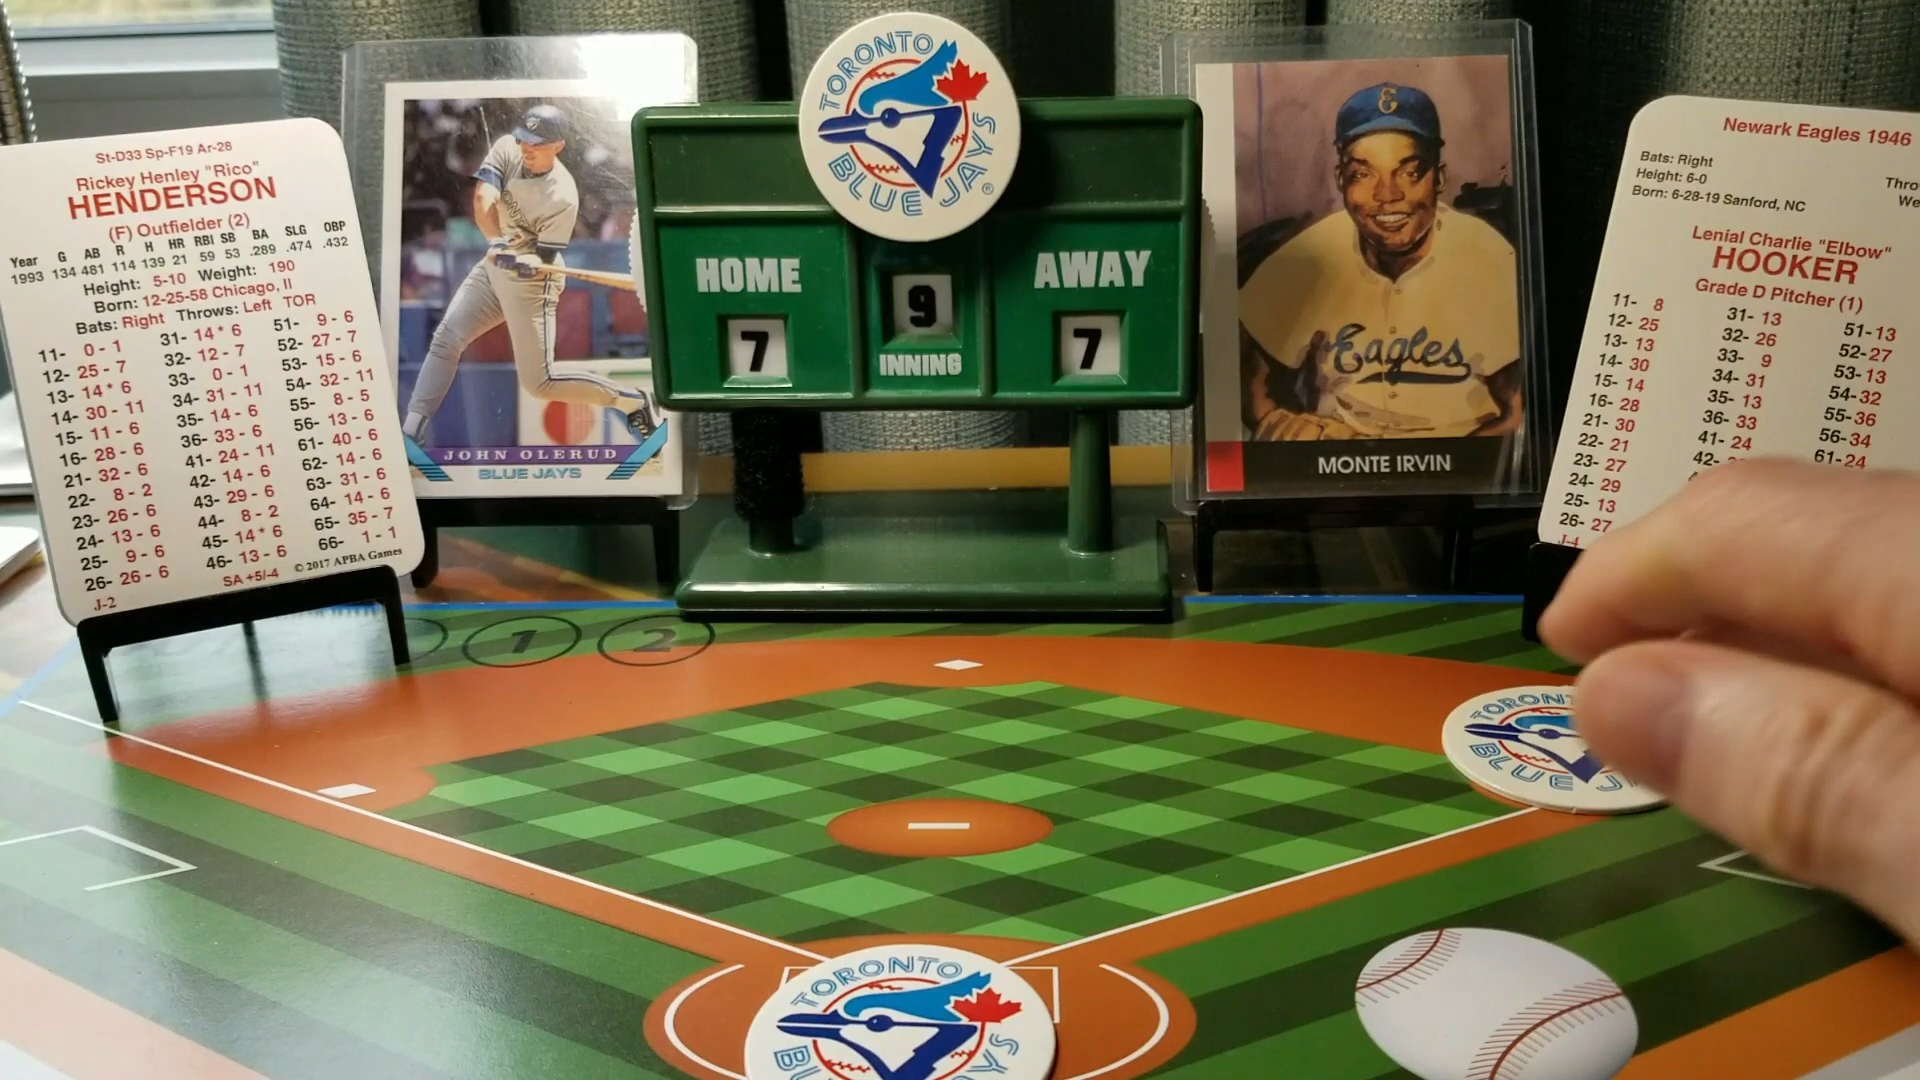 St-D33 Sp-F19 Ar-28
Rickey Henley "Rico"
HENDERSON
(F) Outfielder (2)
Year G AB R H HR RBI SB BA SLG OBP
1993 134 481 114 139 21 59 53 .289 .474 .432
Height: 5-10 Weight: 190
Born: 12-25-58 Chicago, Il
Bats: Right Throws: Left TOR
11- 0 - 1 31- 14 * 6 51- 9 - 6
12- 25 - 7 32- 12 - 7 52- 27 - 7
13- 14 * 6 33- 0 - 1 53- 15 - 6
14- 30 - 11 34- 31 - 11 54- 32 - 11
15- 11 - 6 35- 14 - 6 55- 8 - 5
16- 28 - 6 36- 33 - 6 56- 13 - 6
21- 32 - 6 41- 24 - 11 61- 40 - 6
22- 8 - 2 42- 14 - 6 62- 14 - 6
23- 26 - 6 43- 29 - 6 63- 31 - 6
24- 13 - 6 44- 8 - 2 64- 14 - 6
25- 9 - 6 45- 14 * 6 65- 35 - 7
26- 26 - 6 46- 13 - 6 66- 1 - 1
J-2 SA +5/-4 © 2017 APBA Games
JOHN OLERUD
BLUE JAYS
TORONTO
BLUE JAYS ®
HOME
7
9
INNING
AWAY
7
E
Eagles
MONTE IRVIN
Newark Eagles 1946
Bats: Right
Height: 6-0
Born: 6-28-19 Sanford, NC
Lenial Charlie "Elbow"
HOOKER
Grade D Pitcher (1)
11- 8 31- 13 51- 13
12- 25 32- 26 52- 27
13- 13 33- 9 53- 13
14- 30 34- 31 54- 32
15- 14 35- 13 55- 36
16- 28 36- 33 56- 34
21- 30 41- 24 61- 24
22- 21 42-
23- 27
24- 29
25- 13
26- 27
J-4
1 2
TORONTO
BLUE
TORONTO